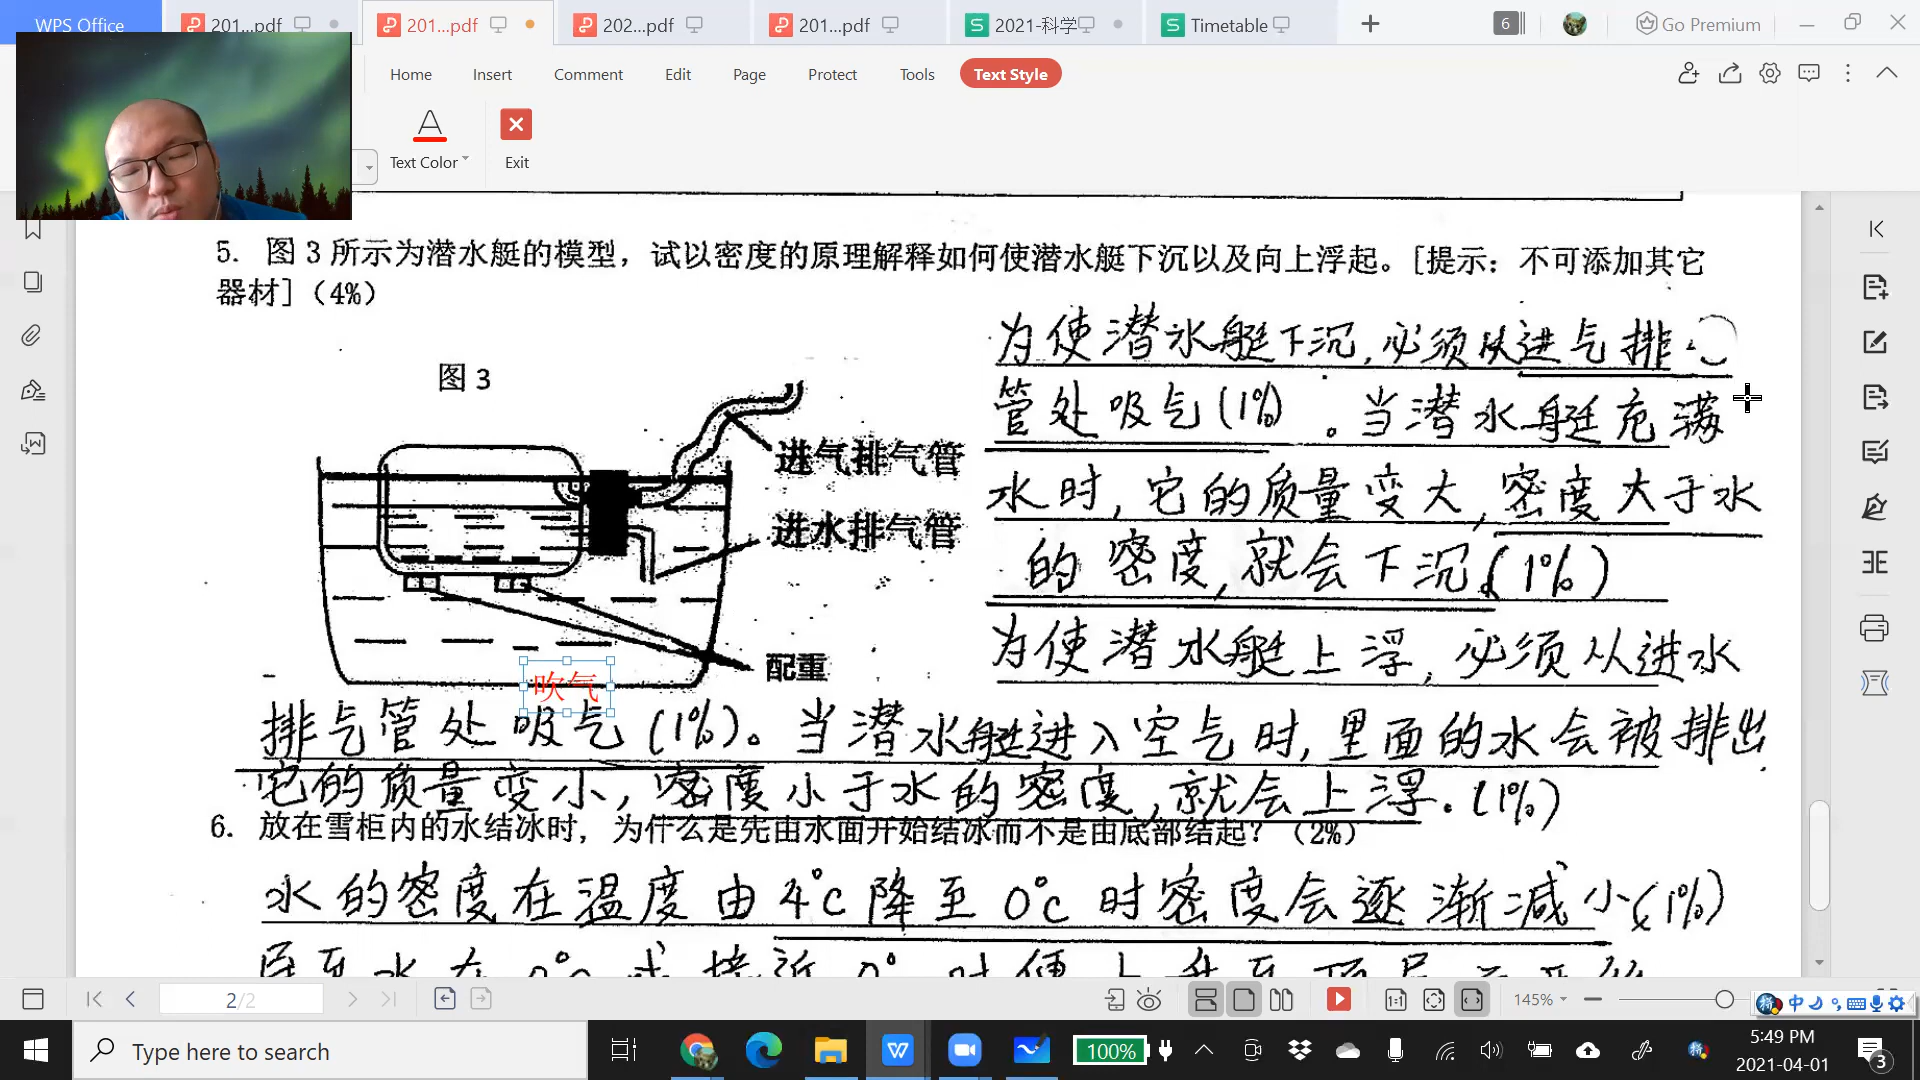 WPS Office
201...pdf
201...pdf
202...pdf
201...pdf
2021-科学
Timetable
6
Go Premium
Home Insert Comment Edit Page Protect Tools Text Style
Text Color
Exit
5. 图 3 所示为潜水艇的模型，试以密度的原理解释如何使潜水艇下沉以及向上浮起。[提示：不可添加其它
器材]（4%）
图 3
进气排气管
进水排气管
配重
为使潜水艇下沉,必须从进气排
管处吸气(1%)。当潜水艇充满
水时,它的质量变大,密度大于水
的密度,就会下沉(1%)
为使潜水艇上浮,必须从进水
吹气
排气管处吸气(1%)。当潜水艇进入空气时,里面的水会被排出
它的质量变小,密度小于水的密度,就会上浮.(1%)
6. 放在雪柜内的水结冰时，为什么是先由水面开始结冰而不是由底部结起？（2%）
水的密度在温度由4°C降至0°C时密度会逐渐减小(1%)
2/2
145%
中
Type here to search
100%
5:49 PM
2021-04-01
3